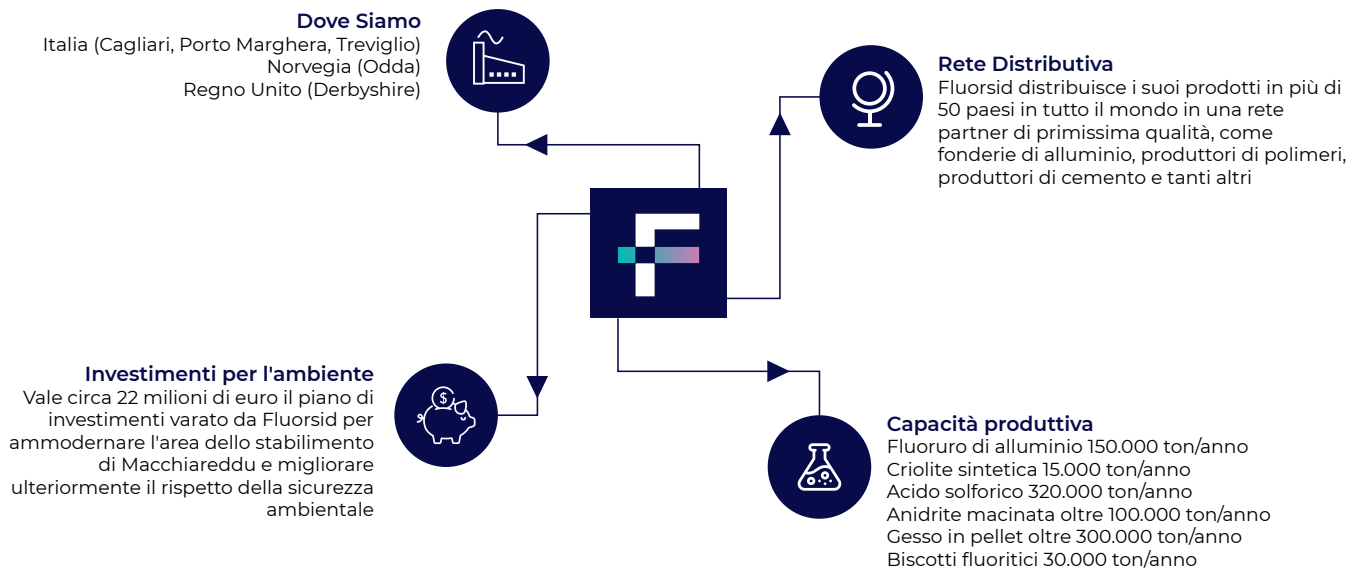 Dove Siamo
Italia (Cagliari, Porto Marghera, Treviglio)
Norvegia (Odda)
Regno Unito (Derbyshire)
Rete Distributiva
Fluorsid distribuisce i suoi prodotti in più di
50 paesi in tutto il mondo in una rete
partner di primissima qualità, come
fonderie di alluminio, produttori di polimeri,
produttori di cemento e tanti altri
Investimenti per l'ambiente
Vale circa 22 milioni di euro il piano di
investimenti varato da Fluorsid per
ammodernare l'area dello stabilimento
di Macchiareddu e migliorare
ulteriormente il rispetto della sicurezza
ambientale
Capacità produttiva
Fluoruro di alluminio 150.000 ton/anno
Criolite sintetica 15.000 ton/anno
Acido solforico 320.000 ton/anno
Anidrite macinata oltre 100.000 ton/anno
Gesso in pellet oltre 300.000 ton/anno
Biscotti fluoritici 30.000 ton/anno